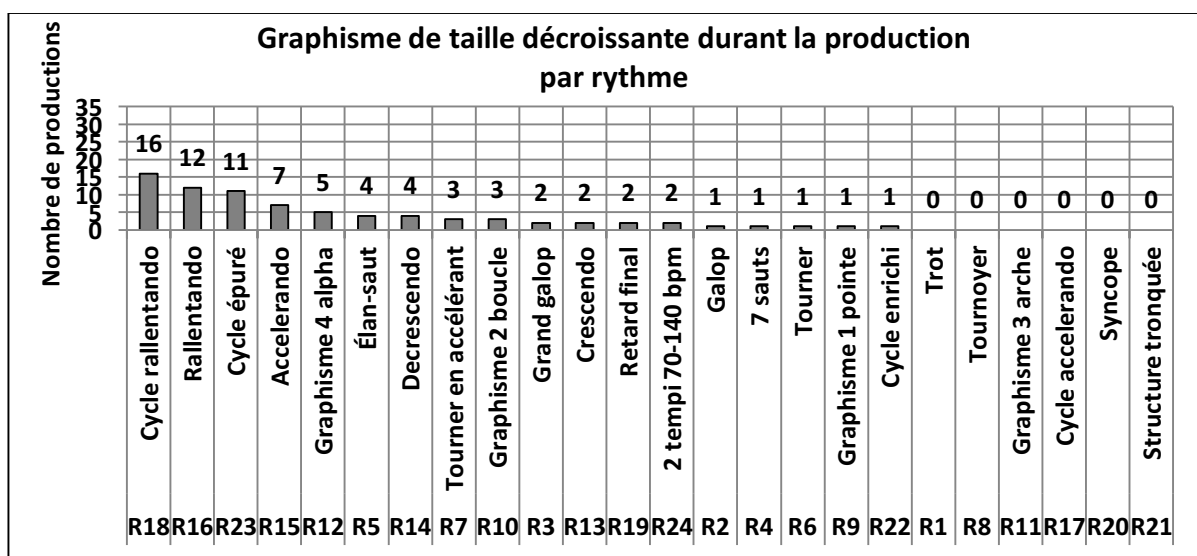 Graphisme de taille décroissante durant la production
par rythme
Nombre de productions
35
30
25
20
15
10
5
0
16 12 11 7 5 4 4 3 3 2 2 2 2 1 1 1 1 1 0 0 0 0 0 0
Cycle rallentando
Rallentando
Cycle épuré
Accelerando
Graphisme 4 alpha
Élan-saut
Decrescendo
Tourner en accélérant
Graphisme 2 boucle
Grand galop
Crescendo
Retard final
2 tempi 70-140 bpm
Galop
7 sauts
Tourner
Graphisme 1 pointe
Cycle enrichi
Trot
Tournoyer
Graphisme 3 arche
Cycle accelerando
Syncope
Structure tronquée
R18 R16 R23 R15 R12 R5 R14 R7 R10 R3 R13 R19 R24 R2 R4 R6 R9 R22 R1 R8 R11 R17 R20 R21